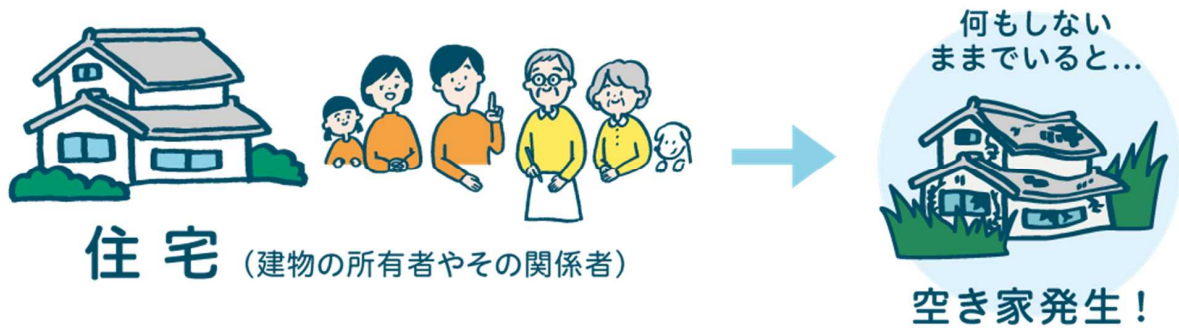 住宅（建物の所有者やその関係者）
何もしない
ままでいると…
空き家発生！